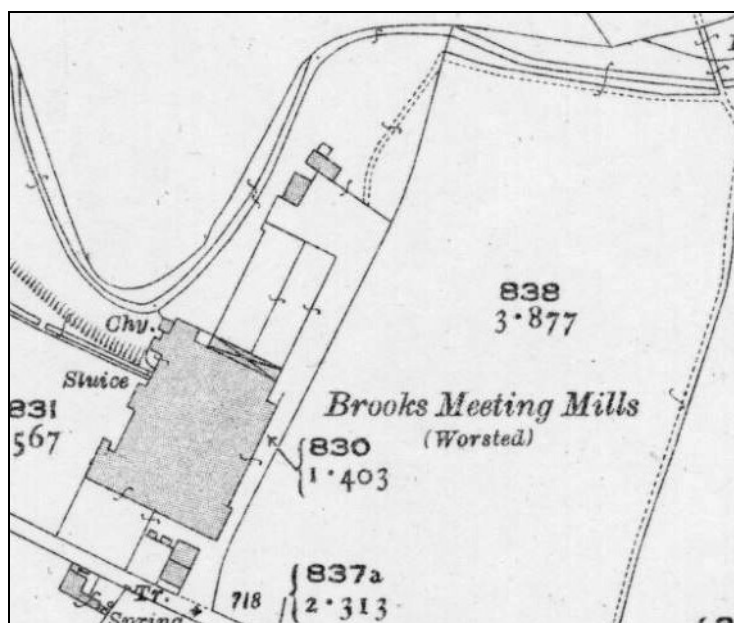 838
3·877
Chy.
Sluice
831
567
Brooks Meeting Mills
(Worsted)
830
1·403
837a
2·313
718
Tr.
Spring